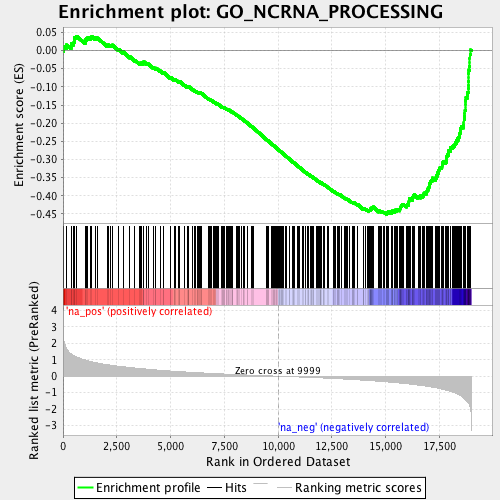 Enrichment plot: GO_NCRNA_PROCESSING
Enrichment score (ES)
0.05
0.00
-0.05
-0.10
-0.15
-0.20
-0.25
-0.30
-0.35
-0.40
-0.45
'na_pos' (positively correlated)
Ranked list metric (PreRanked)
4
3
2
1
0
-1
-2
-3
Zero cross at 9999
'na_neg' (negatively correlated)
0
2,500
5,000
7,500
10,000
12,500
15,000
17,500
Rank in Ordered Dataset
Enrichment profile
Hits
Ranking metric scores